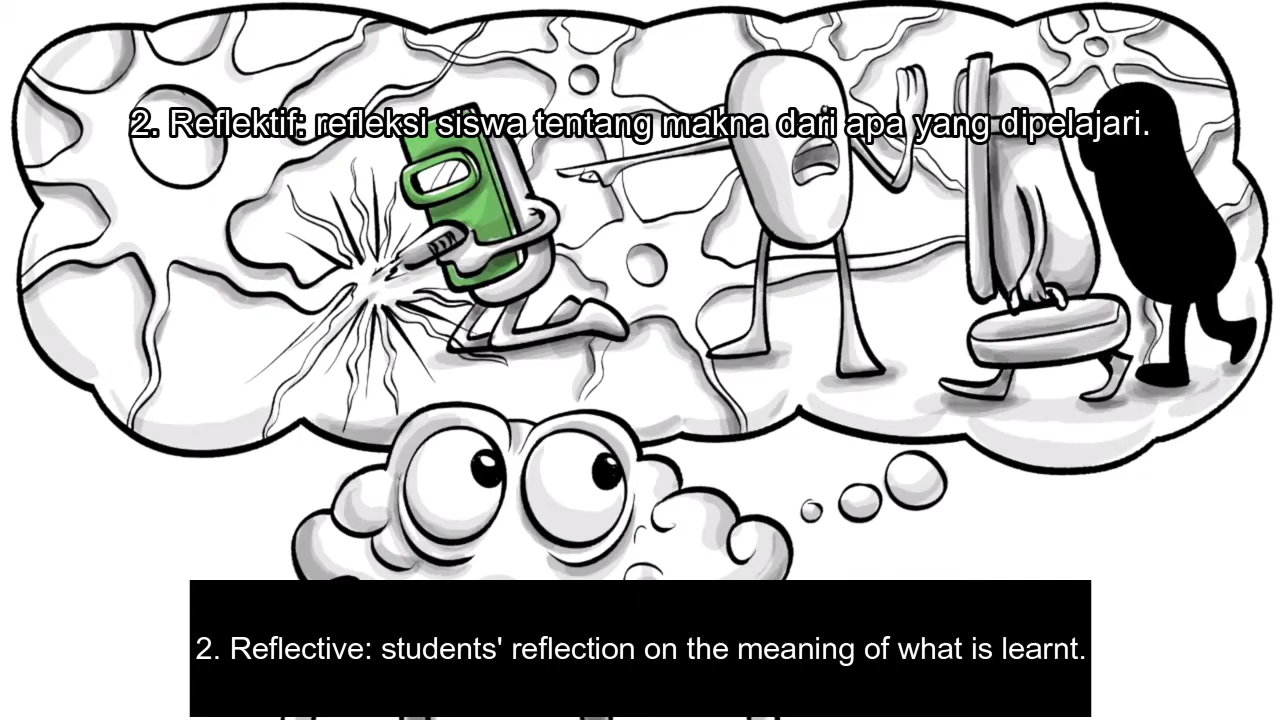 2. Reflektif: refleksi siswa tentang makna dari apa yang dipelajari.
2. Reflective: students' reflection on the meaning of what is learnt.